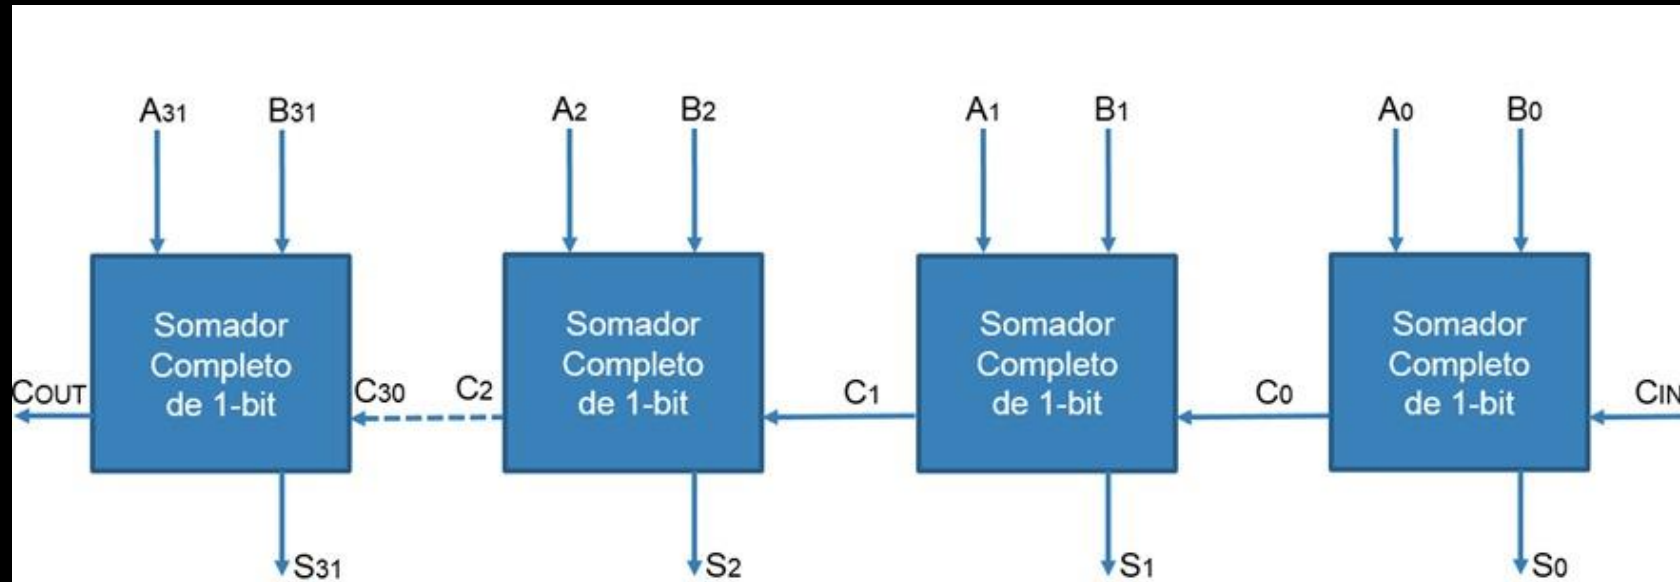 A31 B31 A2 B2 A1 B1 A0 B0
Somador
Completo
de 1-bit
Somador
Completo
de 1-bit
Somador
Completo
de 1-bit
Somador
Completo
de 1-bit
COUT C30 C2 C1 C0 CIN
S31 S2 S1 S0